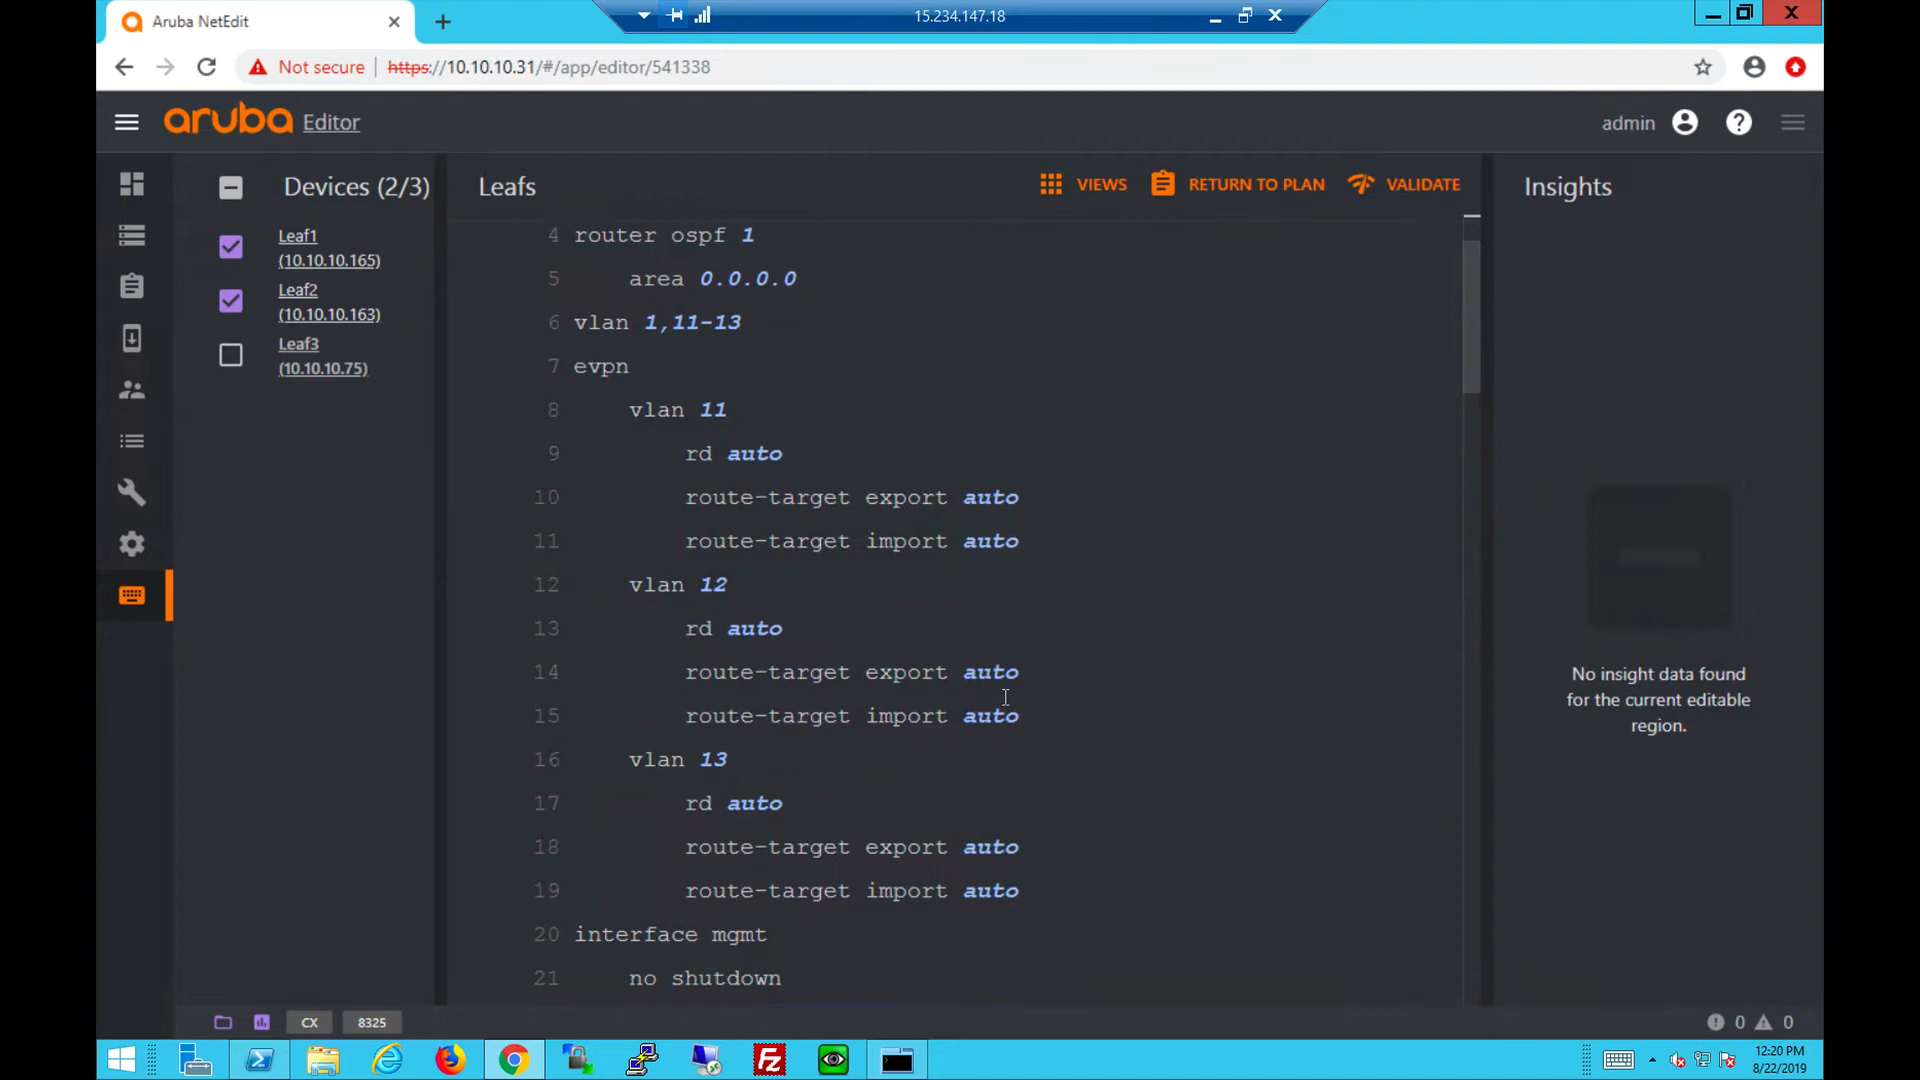 Aruba NetEdit
15.234.147.18
Not secure
https://10.10.10.31/#/app/editor/541338
aruba Editor
admin
Devices (2/3)
Leaf1
(10.10.10.165)
Leaf2
(10.10.10.163)
Leaf3
(10.10.10.75)
Leafs
VIEWS
RETURN TO PLAN
VALIDATE
4 router ospf 1
5 area 0.0.0.0
6 vlan 1,11-13
7 evpn
8 vlan 11
9 rd auto
10 route-target export auto
11 route-target import auto
12 vlan 12
13 rd auto
14 route-target export auto
15 route-target import auto
16 vlan 13
17 rd auto
18 route-target export auto
19 route-target import auto
20 interface mgmt
21 no shutdown
Insights
No insight data found
for the current editable
region.
CX
8325
0
0
Fz
12:20 PM
8/22/2019